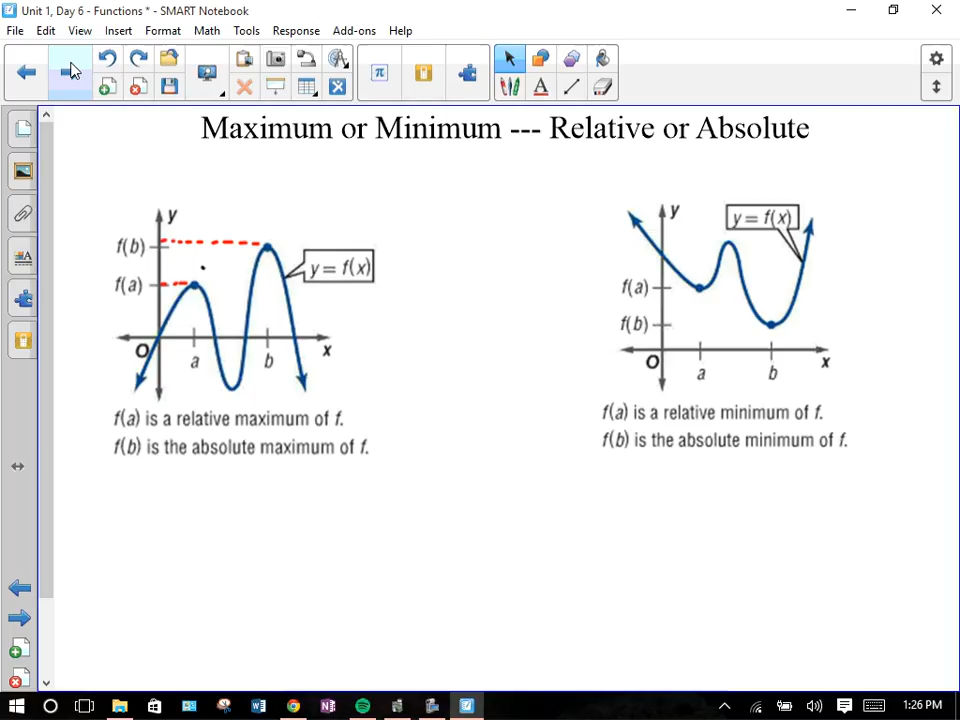 Unit 1, Day 6 - Functions * - SMART Notebook
File Edit View Insert Format Math Tools Response Add-ons Help
π
A
Maximum or Minimum --- Relative or Absolute
y
f(b)
y = f(x)
f(a)
O
a
b
x
f(a) is a relative maximum of f.
f(b) is the absolute maximum of f.
y
y = f(x)
f(a)
f(b)
O
a
b
x
f(a) is a relative minimum of f.
f(b) is the absolute minimum of f.
1:26 PM